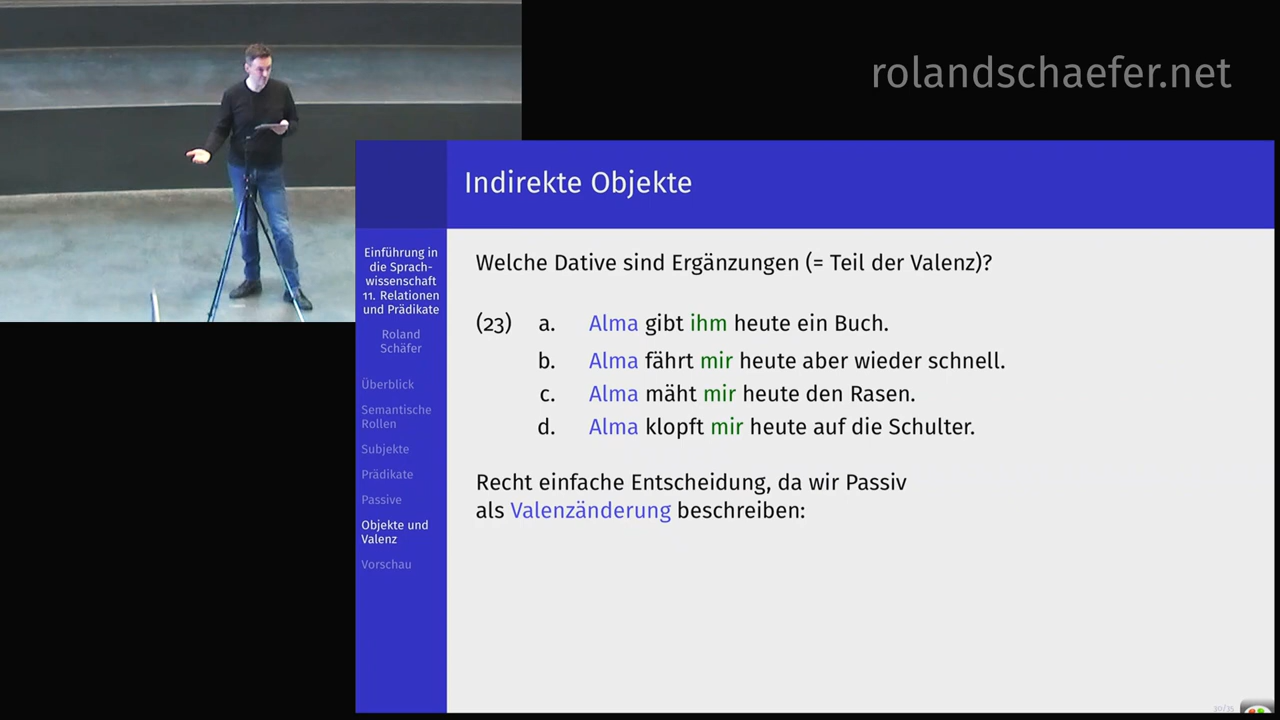 rolandschaefer.net
Indirekte Objekte
Einführung in
die Sprach-
wissenschaft
11. Relationen
und Prädikate
Roland
Schäfer
Überblick
Semantische
Rollen
Subjekte
Prädikate
Passive
Objekte und
Valenz
Vorschau
Welche Dative sind Ergänzungen (= Teil der Valenz)?
(23) a. Alma gibt ihm heute ein Buch.
b. Alma fährt mir heute aber wieder schnell.
c. Alma mäht mir heute den Rasen.
d. Alma klopft mir heute auf die Schulter.
Recht einfache Entscheidung, da wir Passiv
als Valenzänderung beschreiben: